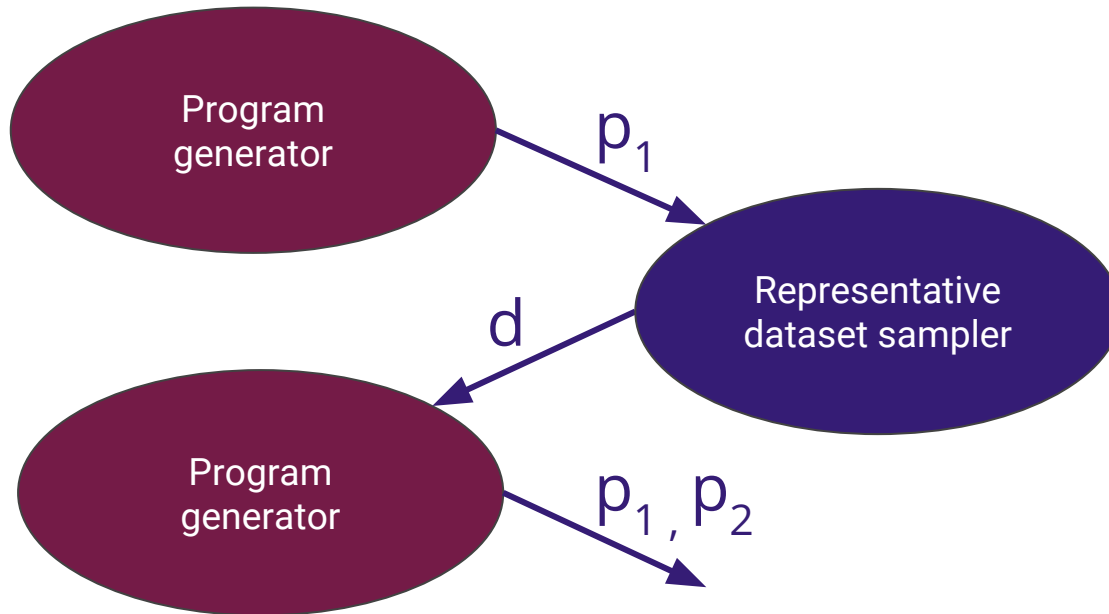 Program
generator
p₁
Representative
dataset sampler
d
Program
generator
p₁ , p₂